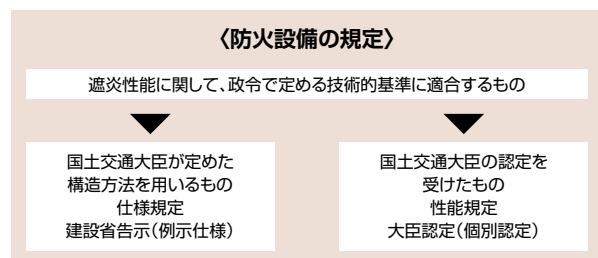 〈防火設備の規定〉
遮炎性能に関して、政令で定める技術的基準に適合するもの
国土交通大臣が定めた
構造方法を用いるもの
仕様規定
建設省告示(例示仕様)
国土交通大臣の認定を
受けたもの
性能規定
大臣認定(個別認定)